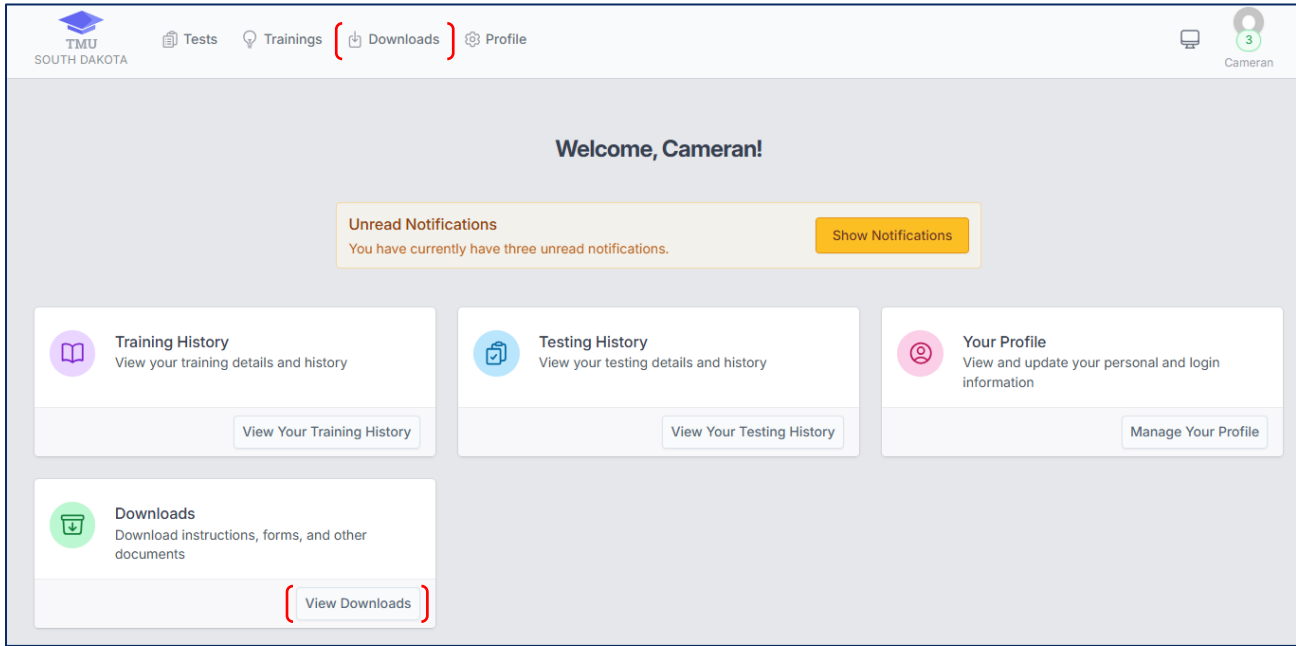 TMU
SOUTH DAKOTA
Tests
Trainings
Downloads
Profile
3
Cameran
Welcome, Cameran!
Unread Notifications
You have currently have three unread notifications.
Show Notifications
Training History
View your training details and history
View Your Training History
Testing History
View your testing details and history
View Your Testing History
Your Profile
View and update your personal and login
information
Manage Your Profile
Downloads
Download instructions, forms, and other
documents
View Downloads